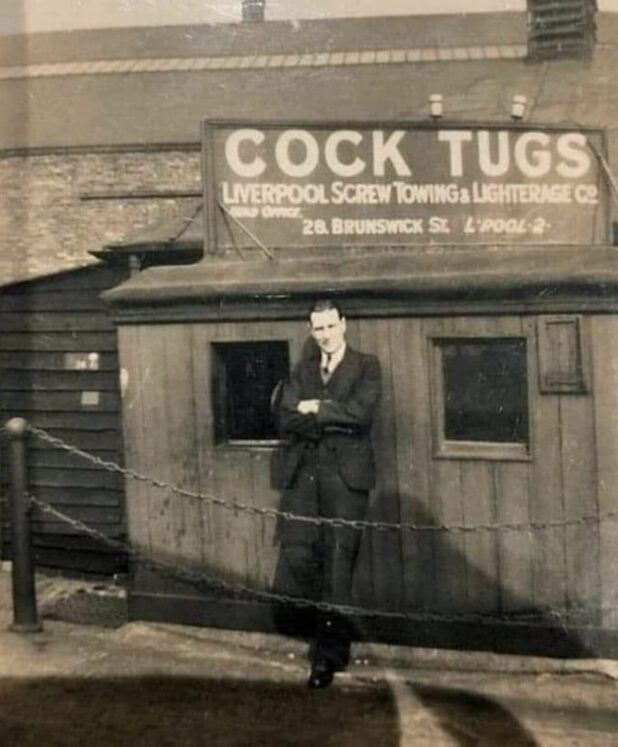 COCK TUGS
LIVERPOOL SCREW TOWING & LIGHTERAGE CO
HEAD OFFICE.
28. BRUNSWICK ST. L'POOL-2-